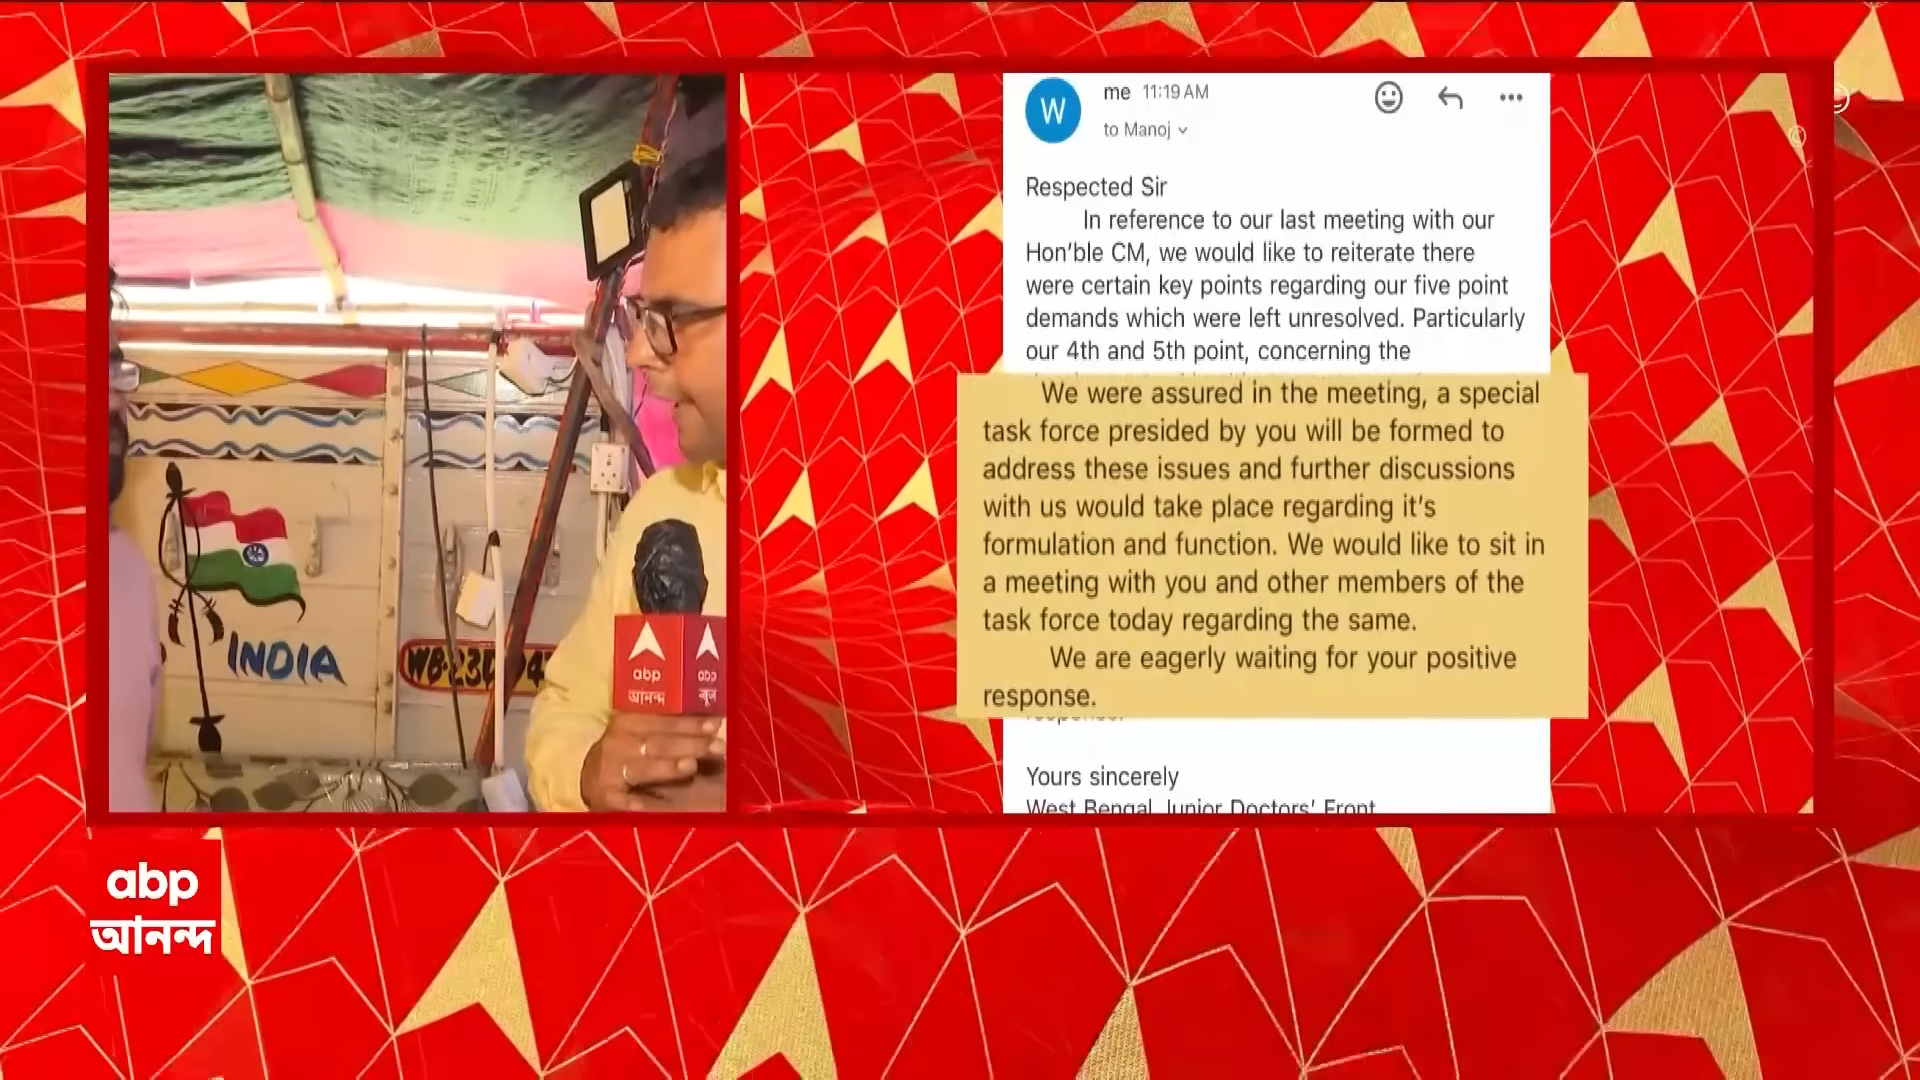 W
me 11:19 AM
to Manoj
Respected Sir
In reference to our last meeting with our
Hon'ble CM, we would like to reiterate there
were certain key points regarding our five point
demands which were left unresolved. Particularly
our 4th and 5th point, concerning the
We were assured in the meeting, a special
task force presided by you will be formed to
address these issues and further discussions
with us would take place regarding it's
formulation and function. We would like to sit in
a meeting with you and other members of the
task force today regarding the same.
We are eagerly waiting for your positive
response.
response.
Yours sincerely
West Bengal Junior Doctors' Front
INDIA
abp
আনন্দ
abp
abp
আনন্দ